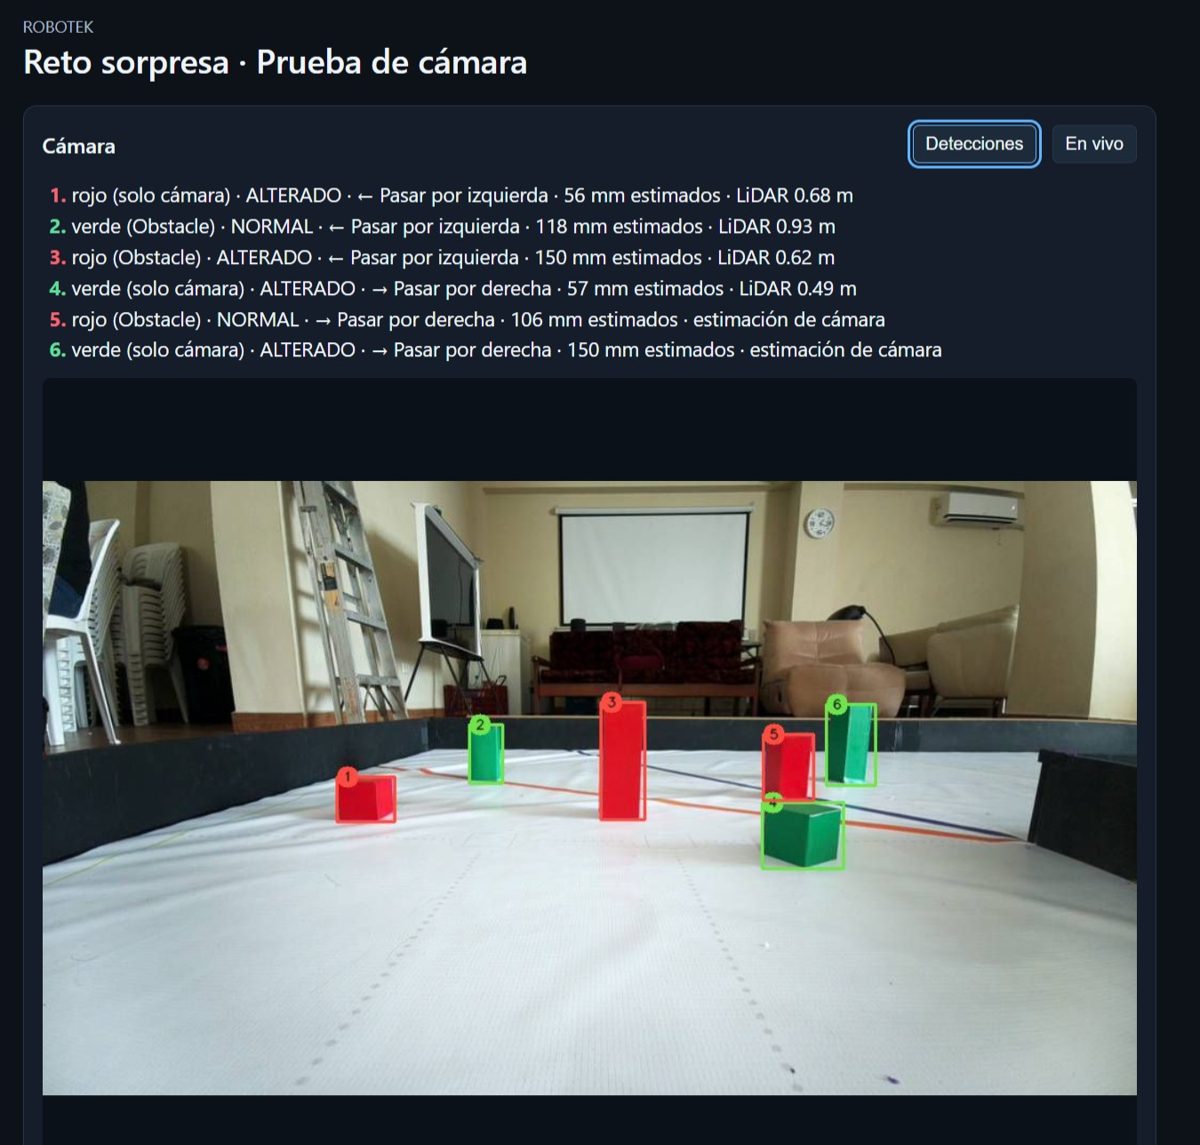 ROBOTEK
Reto sorpresa · Prueba de cámara
Cámara
Detecciones
En vivo
1. rojo (solo cámara) · ALTERADO · ← Pasar por izquierda · 56 mm estimados · LiDAR 0.68 m
2. verde (Obstacle) · NORMAL · ← Pasar por izquierda · 118 mm estimados · LiDAR 0.93 m
3. rojo (Obstacle) · ALTERADO · ← Pasar por izquierda · 150 mm estimados · LiDAR 0.62 m
4. verde (solo cámara) · ALTERADO · → Pasar por derecha · 57 mm estimados · LiDAR 0.49 m
5. rojo (Obstacle) · NORMAL · → Pasar por derecha · 106 mm estimados · estimación de cámara
6. verde (solo cámara) · ALTERADO · → Pasar por derecha · 150 mm estimados · estimación de cámara
3
6
2
5
1
4